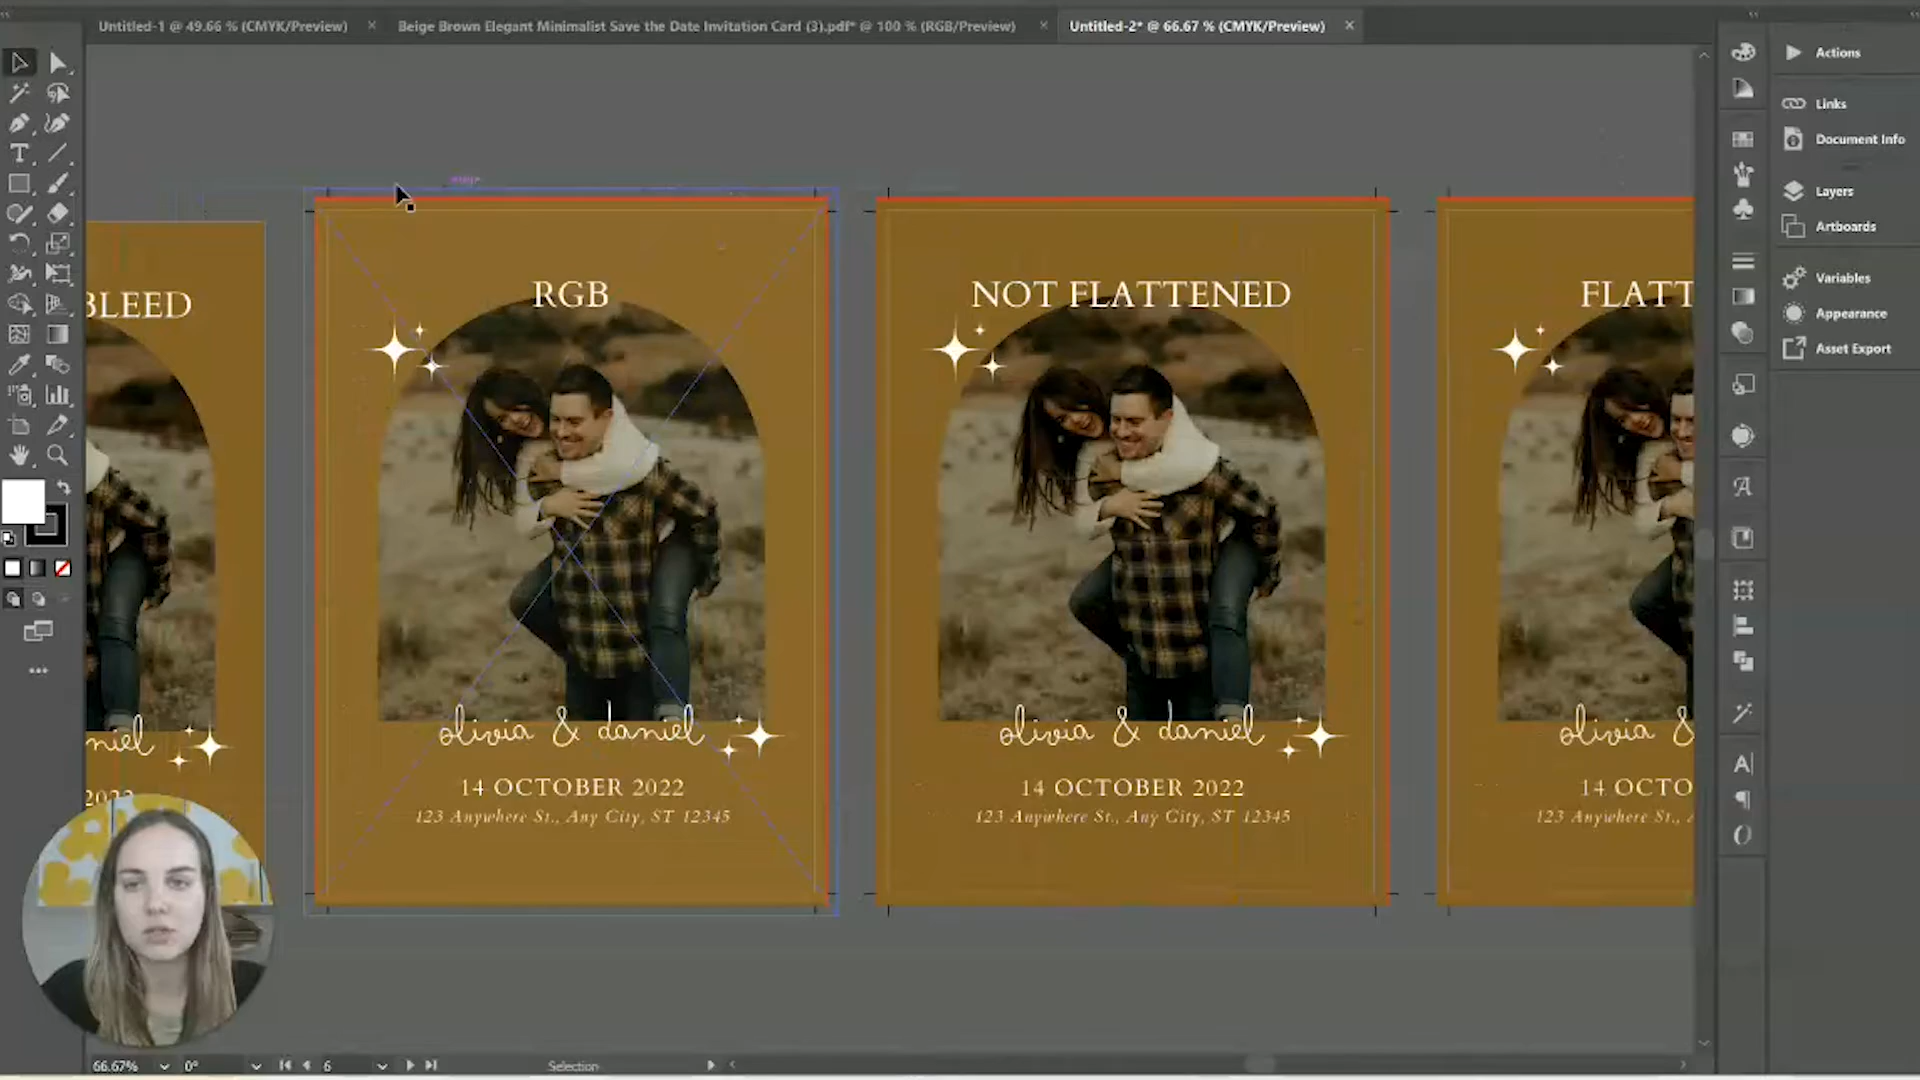 Untitled-1 @ 49.66 % (CMYK/Preview)
Beige Brown Elegant Minimalist Save the Date Invitation Card (3).pdf* @ 100 % (RGB/Preview)
Untitled-2* @ 66.67 % (CMYK/Preview)
Actions
Links
Document Info
Layers
Artboards
Variables
Appearance
Asset Export
BLEED
RGB
NOT FLATTENED
FLATT
niel
olivia & daniel
olivia & daniel
olivia &
14 OCTOBER 2022
14 OCTOBER 2022
14 OCTO
123 Anywhere St., Any City, ST 12345
123 Anywhere St., Any City, ST 12345
123 Anywhere St.,
66.67%
0°
6
Selection